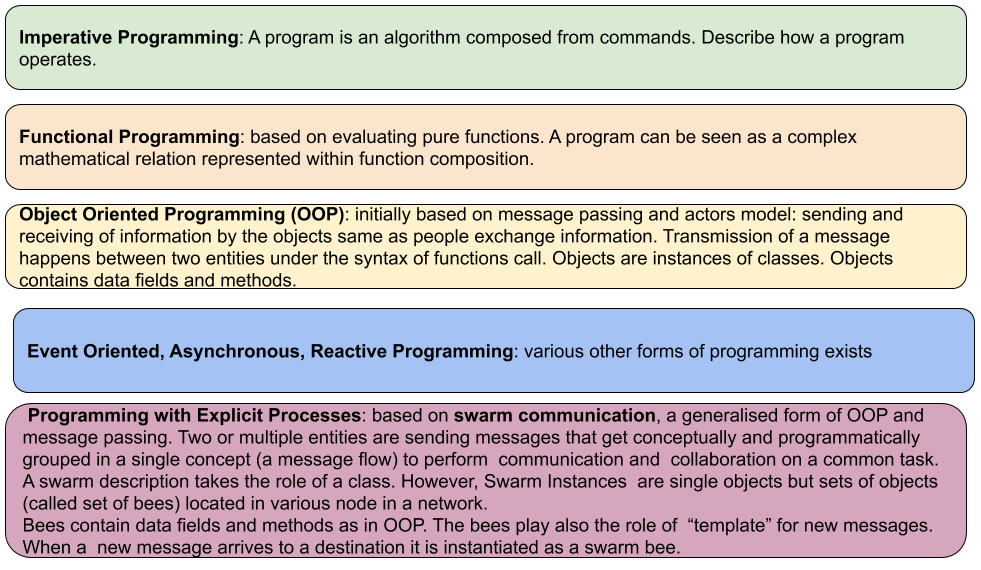 Imperative Programming: A program is an algorithm composed from commands. Describe how a program
operates.
Functional Programming: based on evaluating pure functions. A program can be seen as a complex
mathematical relation represented within function composition.
Object Oriented Programming (OOP): initially based on message passing and actors model: sending and
receiving of information by the objects same as people exchange information. Transmission of a message
happens between two entities under the syntax of functions call. Objects are instances of classes. Objects
contains data fields and methods.
Event Oriented, Asynchronous, Reactive Programming: various other forms of programming exists
Programming with Explicit Processes: based on swarm communication, a generalised form of OOP and
message passing. Two or multiple entities are sending messages that get conceptually and programmatically
grouped in a single concept (a message flow) to perform  communication and  collaboration on a common task.
A swarm description takes the role of a class. However, Swarm Instances  are single objects but sets of objects
(called set of bees) located in various node in a network.
Bees contain data fields and methods as in OOP. The bees play also the role of  “template” for new messages.
When a  new message arrives to a destination it is instantiated as a swarm bee.